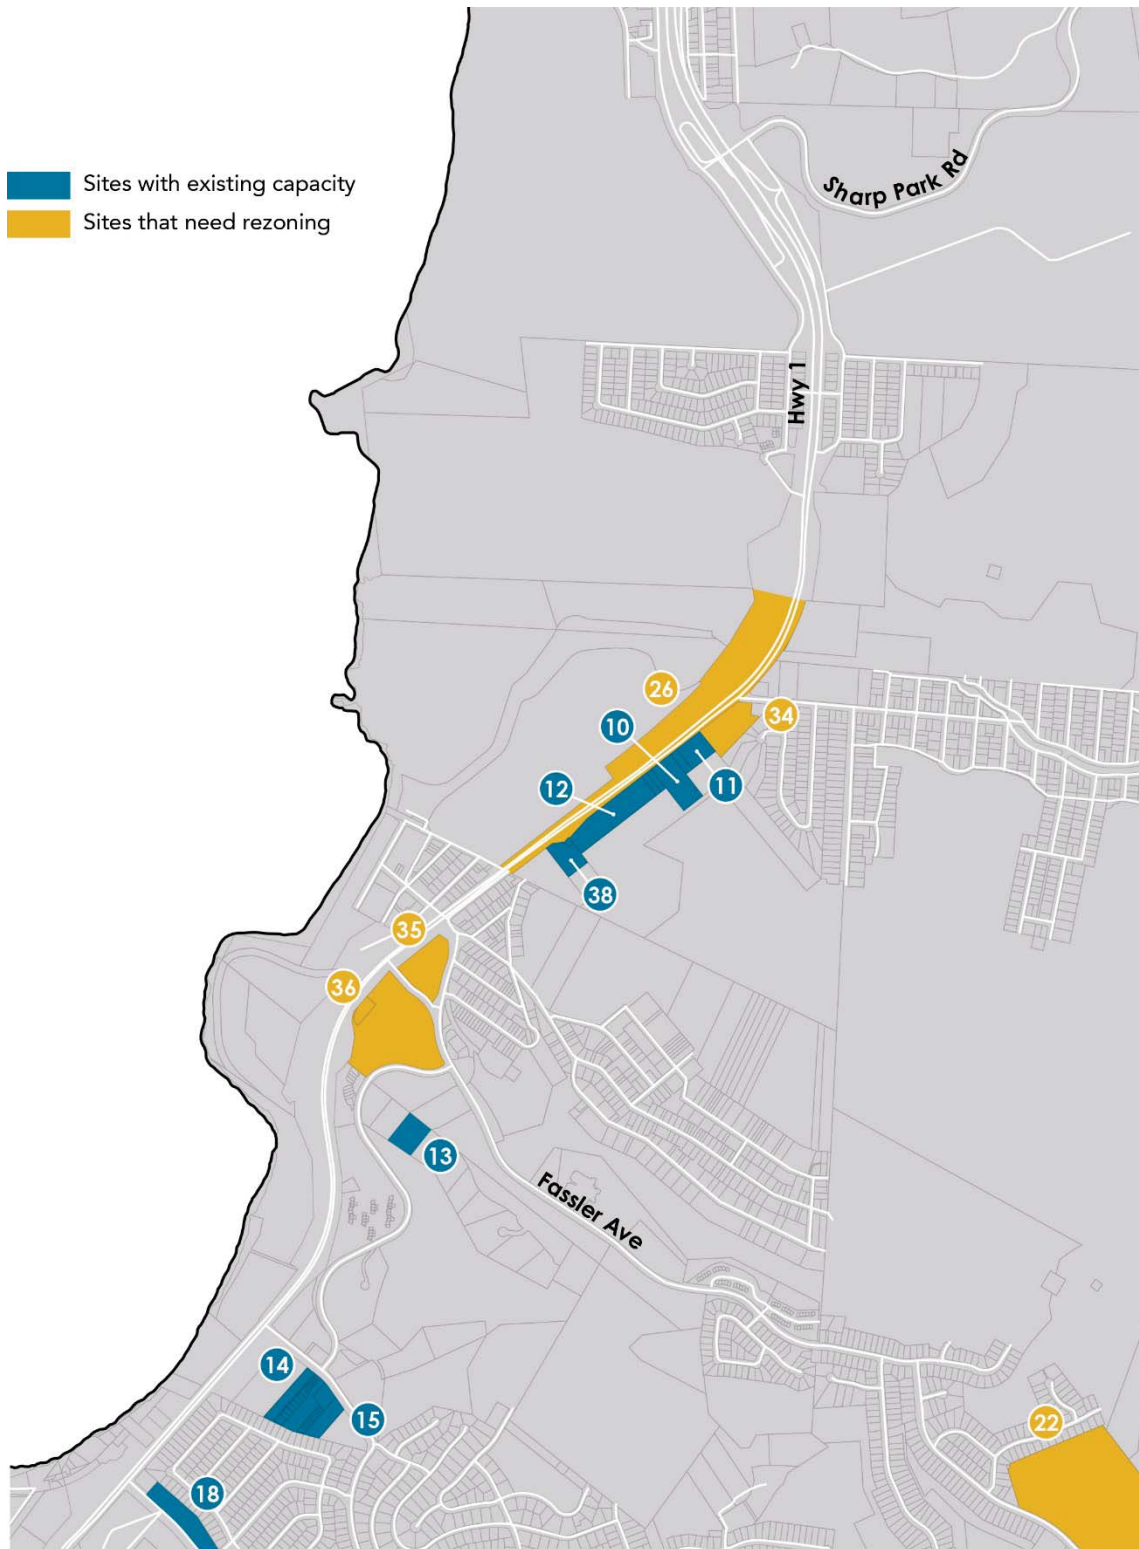 Sharp Park Rd
Sites with existing capacity
Sites that need rezoning
Hwy 1
26
34
10
11
12
38
35
36
13
Fassler Ave
14
15
22
18